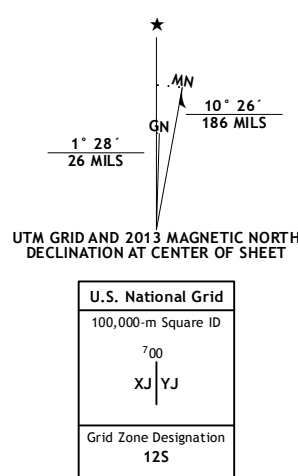 ★
MN
GN
10° 26´
186 MILS
1° 28´
26 MILS
UTM GRID AND 2013 MAGNETIC NORTH
DECLINATION AT CENTER OF SHEET
U.S. National Grid
100,000-m Square ID
⁷00
XJ YJ
Grid Zone Designation
12S